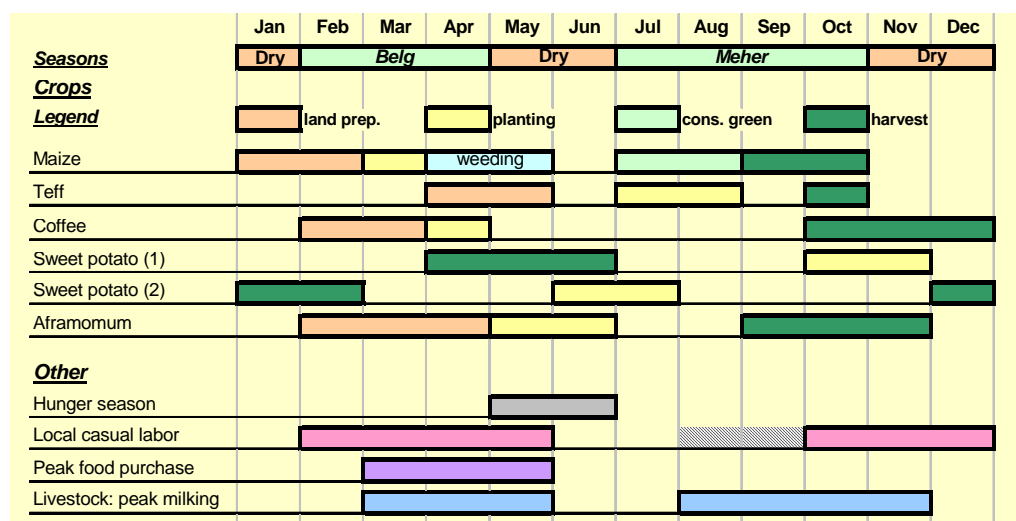 Jan Feb Mar Apr May Jun Jul Aug Sep Oct Nov Dec
Seasons Dry Belg Dry Meher Dry
Crops
Legend land prep. planting cons. green harvest
Maize weeding
Teff
Coffee
Sweet potato (1)
Sweet potato (2)
Aframomum
Other
Hunger season
Local casual labor
Peak food purchase
Livestock: peak milking